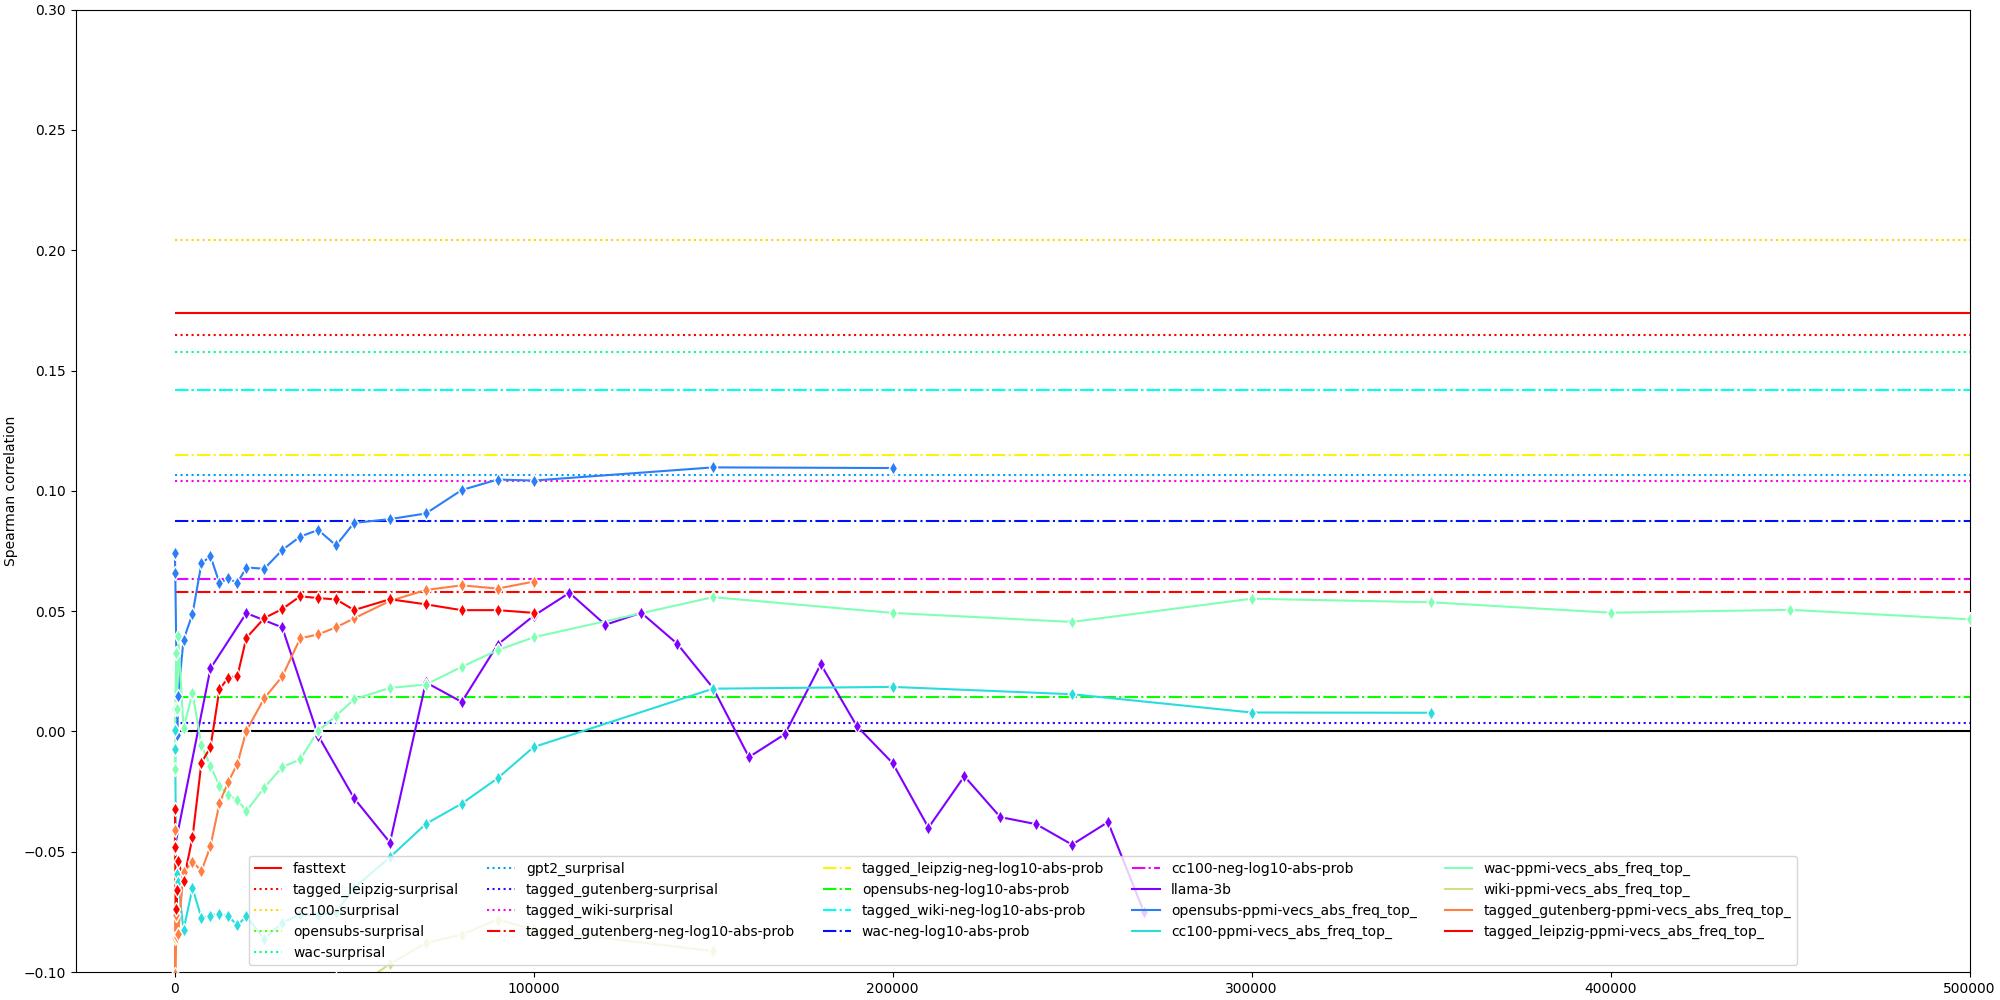 0.30
0.25
0.20
0.15
0.10
0.05
0.00
−0.05
−0.10
Spearman correlation
0 100000 200000 300000 400000 500000
fasttext
tagged_leipzig-surprisal
cc100-surprisal
opensubs-surprisal
wac-surprisal
gpt2_surprisal
tagged_gutenberg-surprisal
tagged_wiki-surprisal
tagged_gutenberg-neg-log10-abs-prob
tagged_leipzig-neg-log10-abs-prob
opensubs-neg-log10-abs-prob
tagged_wiki-neg-log10-abs-prob
wac-neg-log10-abs-prob
cc100-neg-log10-abs-prob
llama-3b
opensubs-ppmi-vecs_abs_freq_top_
cc100-ppmi-vecs_abs_freq_top_
wac-ppmi-vecs_abs_freq_top_
wiki-ppmi-vecs_abs_freq_top_
tagged_gutenberg-ppmi-vecs_abs_freq_top_
tagged_leipzig-ppmi-vecs_abs_freq_top_